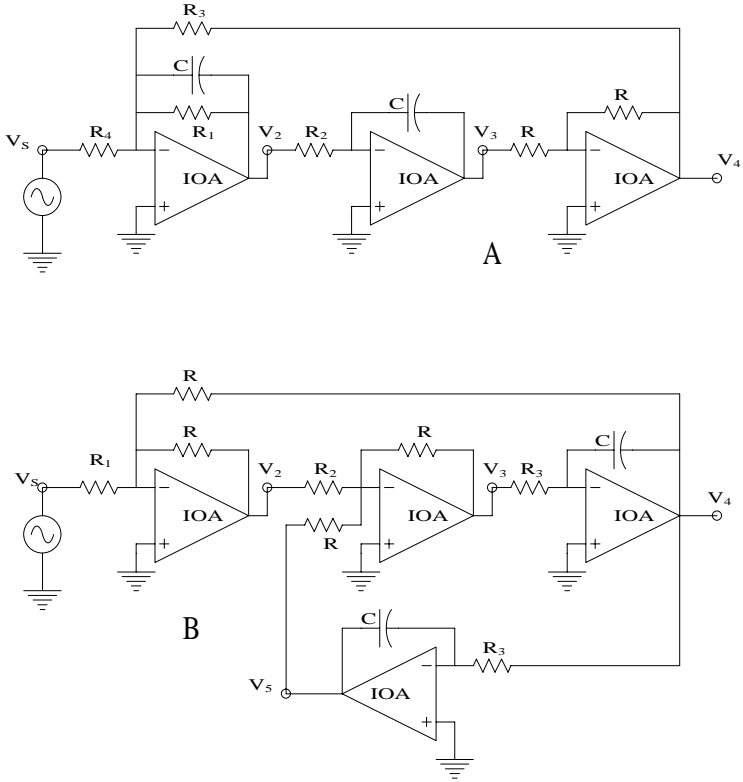 R₃
C
R₁
V_S R₄ V₂ R₂ C V₃ R R V₄
− − −
IOA IOA IOA
+ + +
A
R
R R C
V_S R₁ V₂ R₂ V₃ R₃ V₄
− − −
IOA R IOA IOA
+ + +
B
C
V₅ IOA − R₃
+